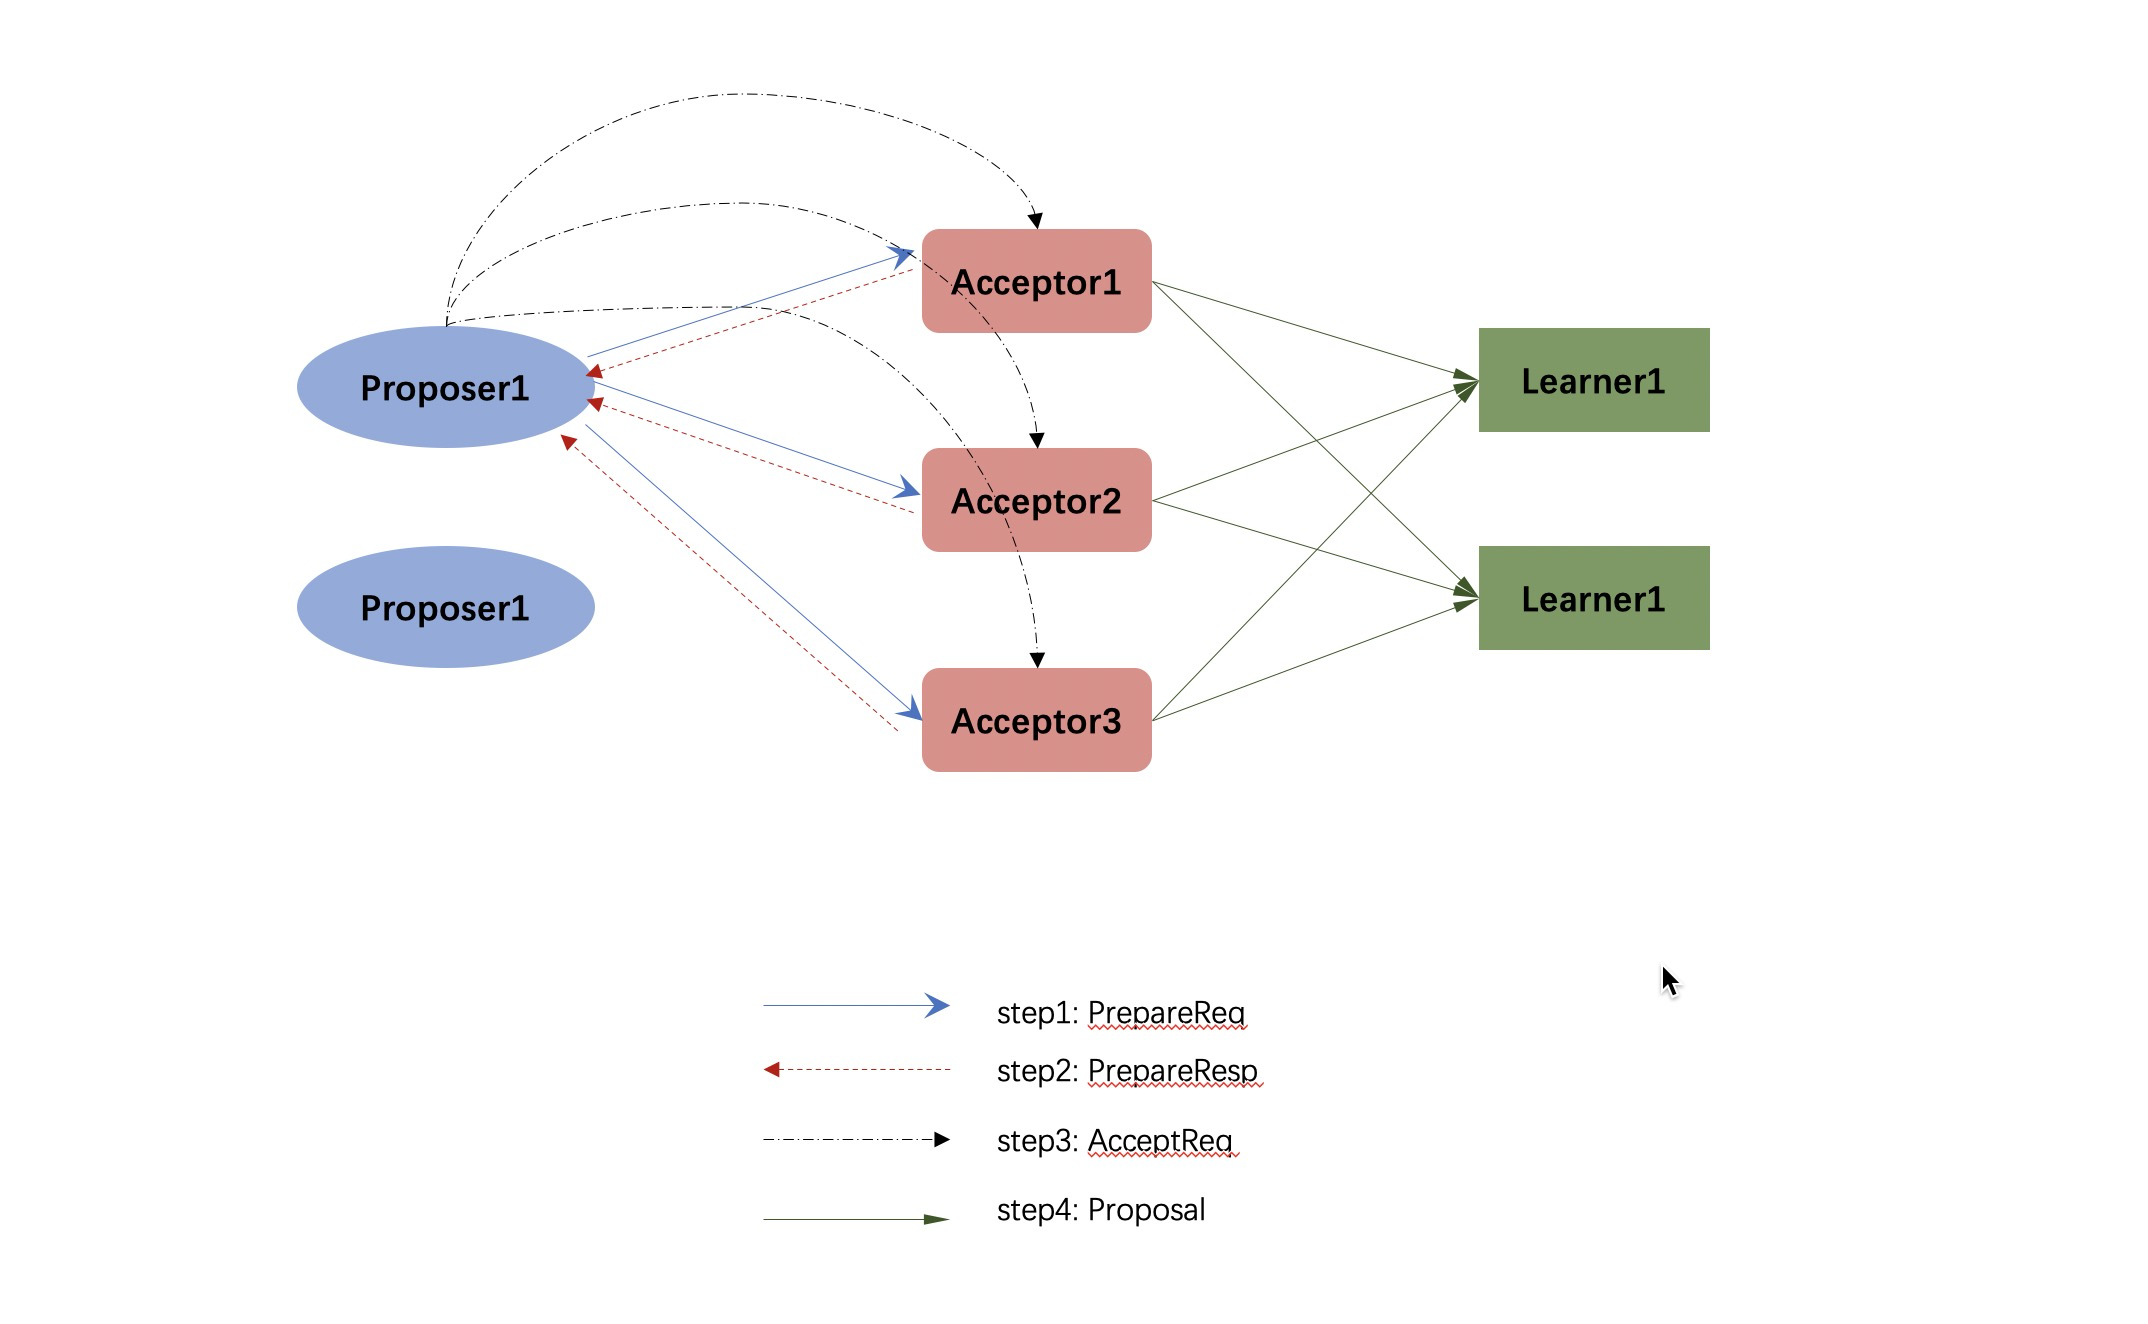 Acceptor1
Proposer1
Learner1
Acceptor2
Proposer1
Learner1
Acceptor3
step1: PrepareReq
step2: PrepareResp
step3: AcceptReq
step4: Proposal